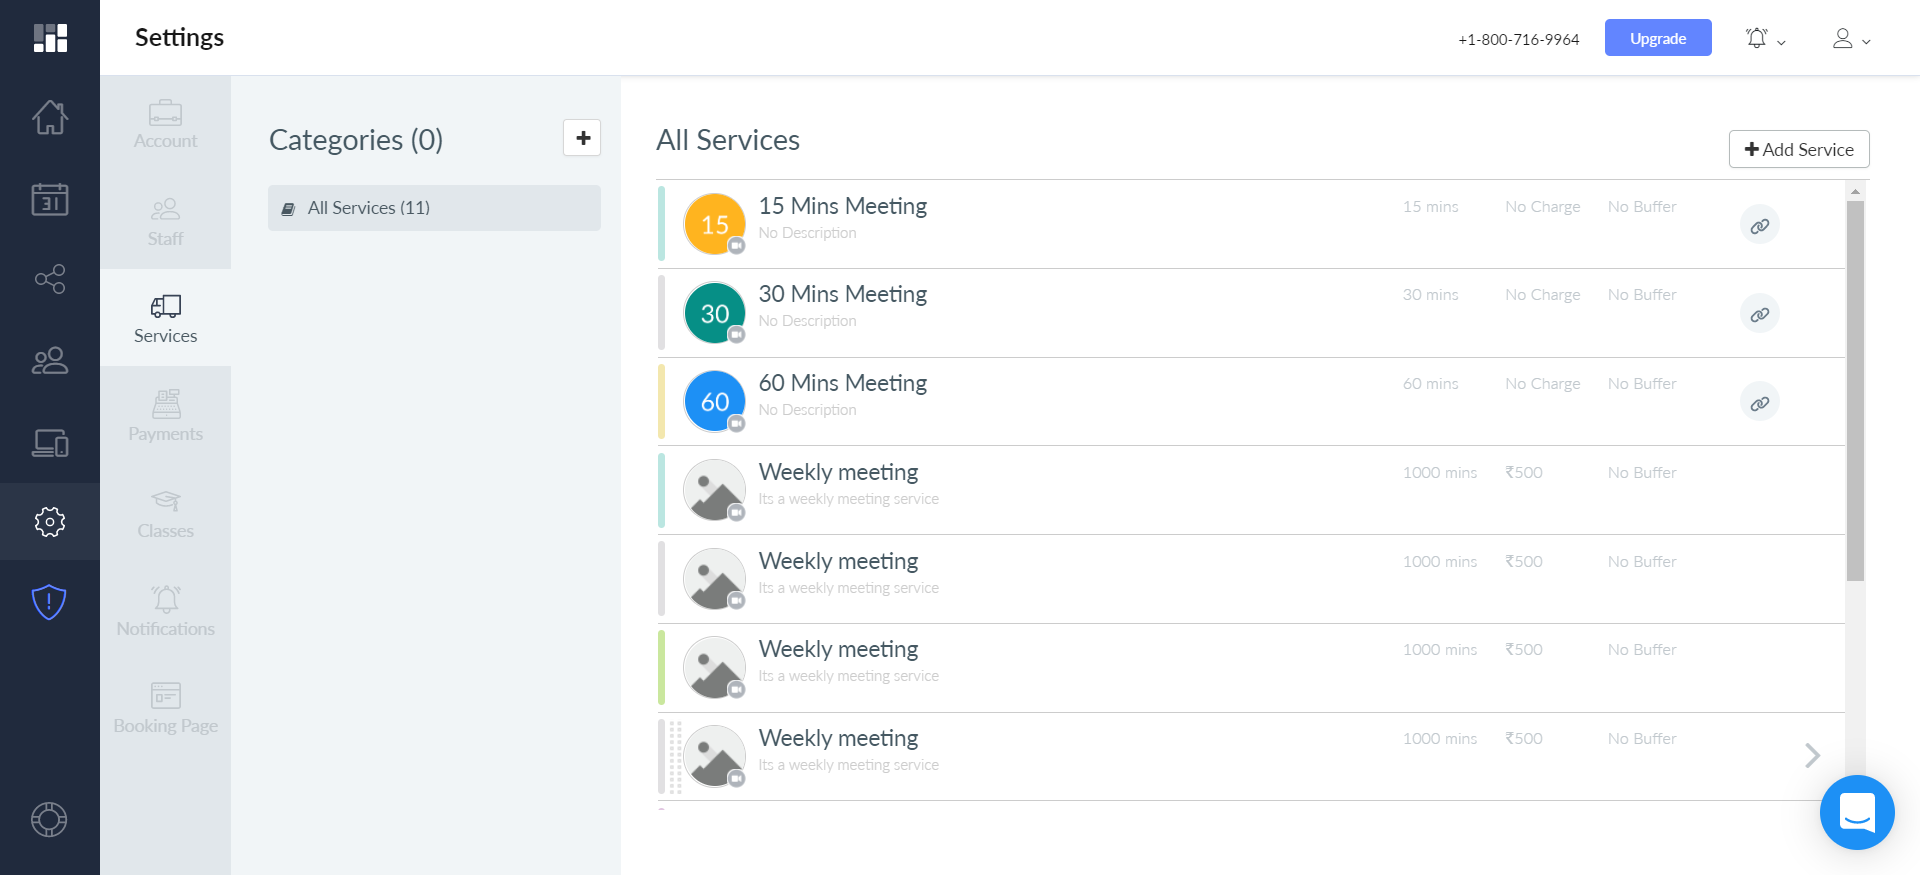 Settings
+1-800-716-9964
Upgrade
31
Account
Staff
Services
Payments
Classes
Notifications
Booking Page
Categories (0)
All Services (11)
All Services
Add Service
15
15 Mins Meeting
No Description
15 mins
No Charge
No Buffer
30
30 Mins Meeting
No Description
30 mins
No Charge
No Buffer
60
60 Mins Meeting
No Description
60 mins
No Charge
No Buffer
Weekly meeting
Its a weekly meeting service
1000 mins
₹500
No Buffer
Weekly meeting
Its a weekly meeting service
1000 mins
₹500
No Buffer
Weekly meeting
Its a weekly meeting service
1000 mins
₹500
No Buffer
Weekly meeting
Its a weekly meeting service
1000 mins
₹500
No Buffer